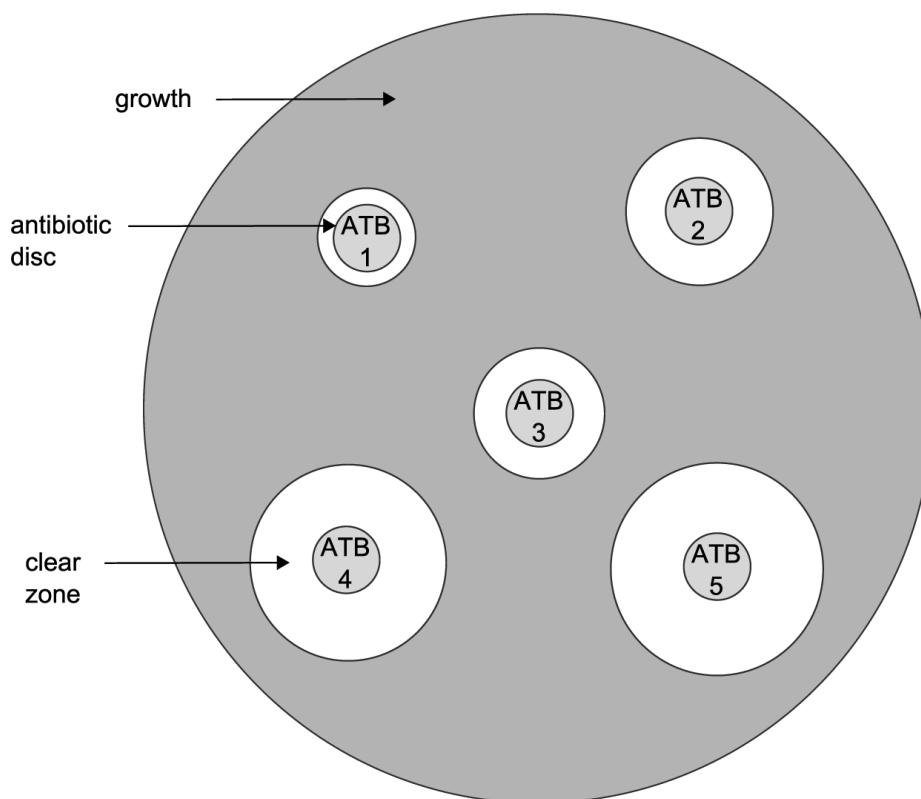 growth
antibiotic
disc
ATB
1
ATB
2
ATB
3
clear
zone
ATB
4
ATB
5